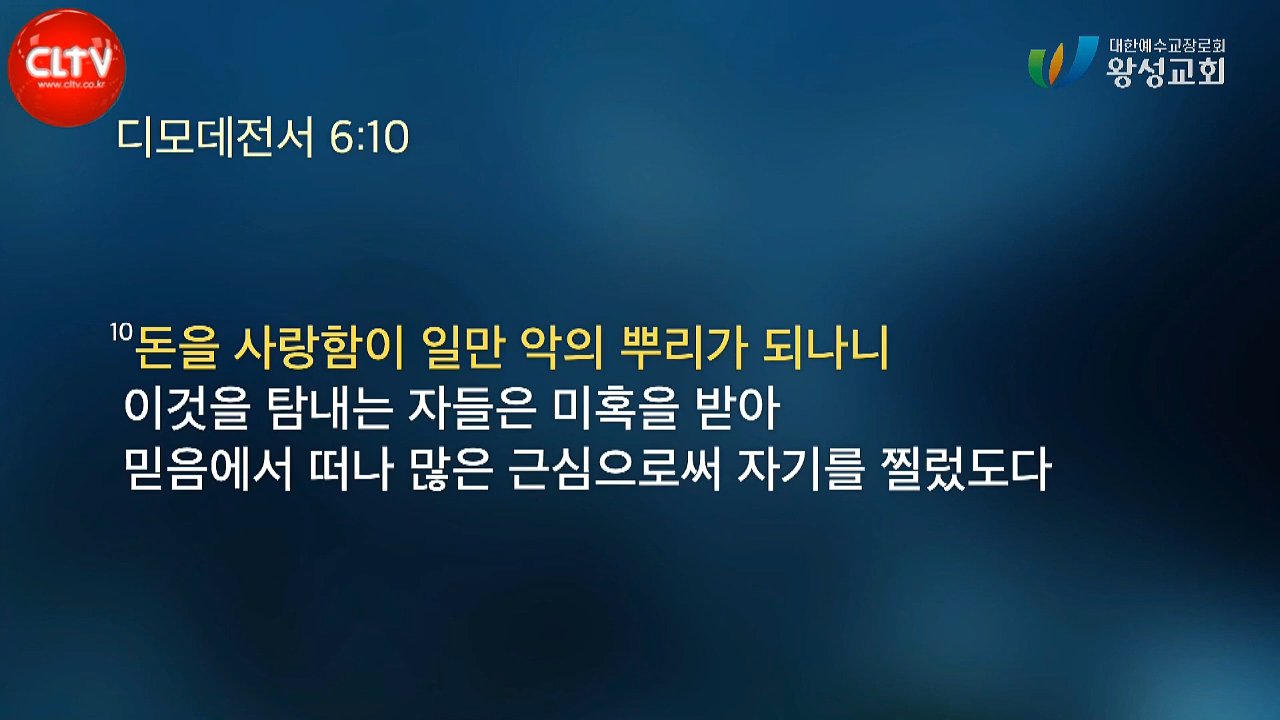 CLTV
www.cltv.co.kr
대한예수교장로회
왕성교회
디모데전서 6:10
10 돈을 사랑함이 일만 악의 뿌리가 되나니
이것을 탐내는 자들은 미혹을 받아
믿음에서 떠나 많은 근심으로써 자기를 찔렀도다